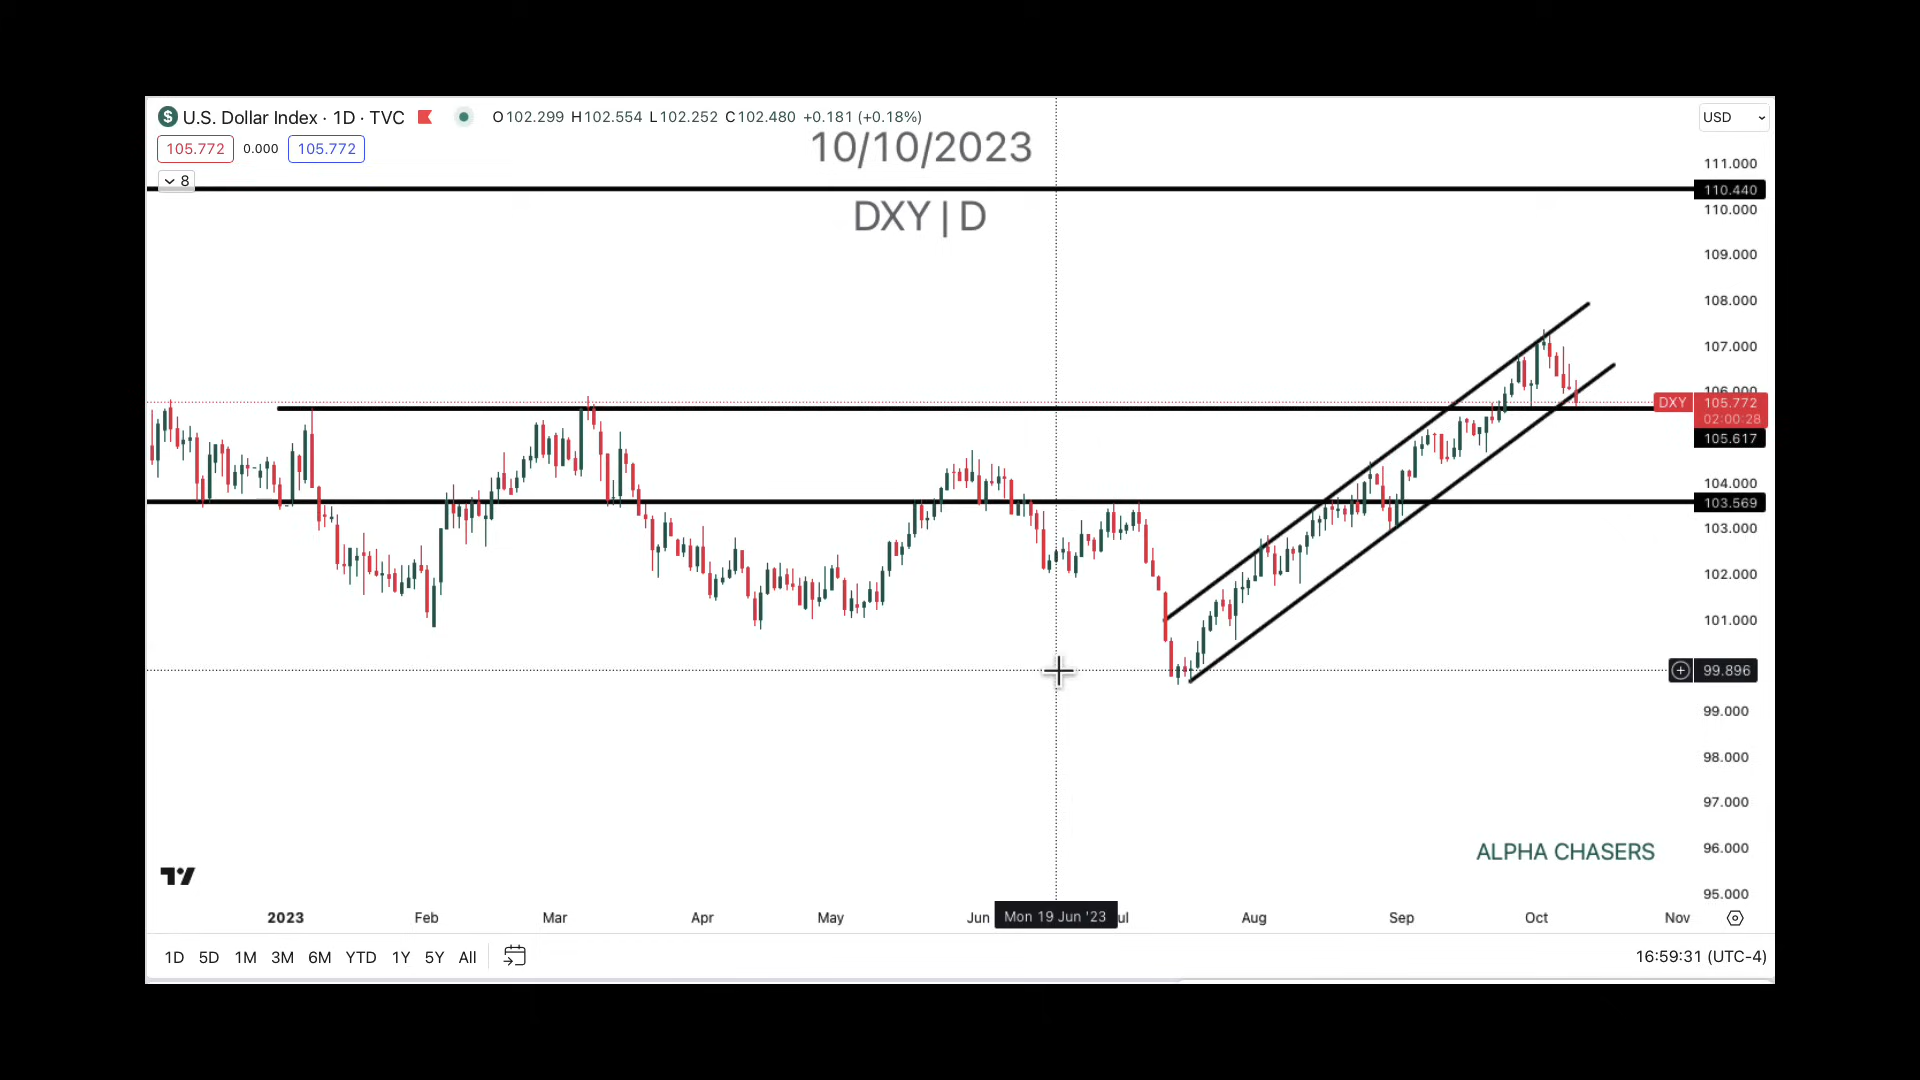 U.S. Dollar Index · 1D · TVC O102.299 H102.554 L102.252 C102.480 +0.181 (+0.18%)
USD
105.772 0.000 105.772
10/10/2023
8
DXY | D
111.000
110.440
110.000
109.000
108.000
107.000
106.000
DXY 105.772
02:00:28
105.617
104.000
103.569
103.000
102.000
101.000
99.896
99.000
98.000
97.000
96.000
95.000
ALPHA CHASERS
2023 Feb Mar Apr May Jun Mon 19 Jun '23 ul Aug Sep Oct Nov
1D 5D 1M 3M 6M YTD 1Y 5Y All
16:59:31 (UTC-4)